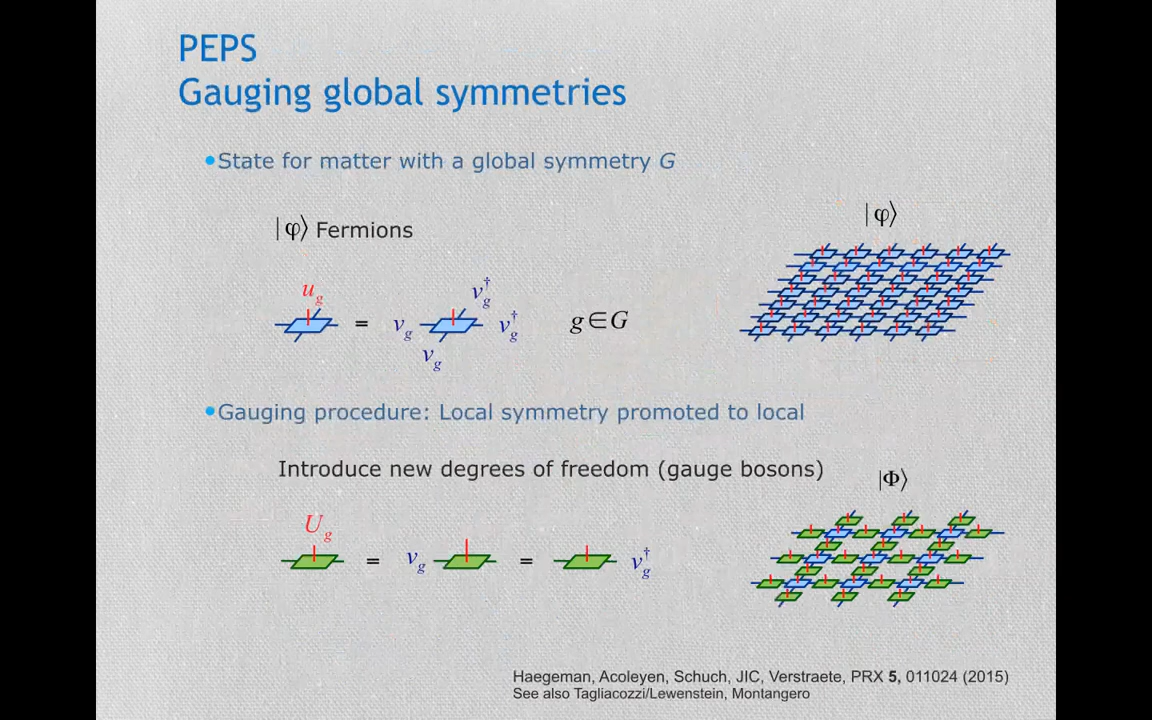 PEPS
Gauging global symmetries
•State for matter with a global symmetry G
|φ⟩
|φ⟩ Fermions
u_g
v_g^†
= v_g v_g^† g∈G
v_g
•Gauging procedure: Local symmetry promoted to local
Introduce new degrees of freedom (gauge bosons)
|Φ⟩
U_g
= v_g = v_g^†
Haegeman, Acoleyen, Schuch, JIC, Verstraete, PRX 5, 011024 (2015)
See also Tagliacozzi/Lewenstein, Montangero